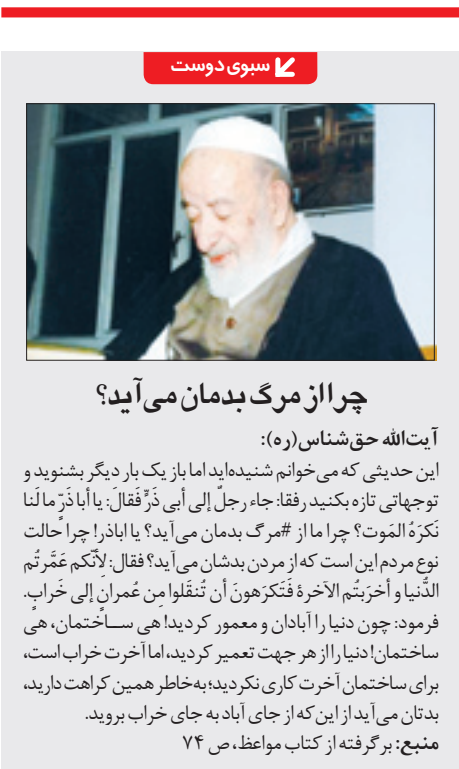 سبوی دوست
چرا از مرگ بدمان می‌آید؟
آیت‌الله حق‌شناس(ره):
این حدیثی که می‌خوانم شنیده‌اید اما باز یک بار دیگر بشنوید و
توجهاتی تازه بکنید رفقا: جاء رجلٌ إلی أبی ذَرٍّ فَقالَ: یا أباذَرّ ما لَنا
نَکرَهُ المَوت؟ چرا ما از #مرگ بدمان می‌آید؟ یا اباذر! چرا حالت
نوع مردم این است که از مردن بدشان می‌آید؟ فقال: لِأنّکم عَمَّرتُم
الدُّنیا و أخرَبتُم الآخرة فَتَکرَهونَ أن تُنقَلوا مِن عُمرانٍ إلی خَرابٍ.
فرمود: چون دنیا را آبادان و معمور کردید! هی ســاختمان، هی
ساختمان! دنیا را از هر جهت تعمیر کردید، اما آخرت خراب است،
برای ساختمان آخرت کاری نکردید؛ به‌خاطر همین کراهت دارید،
بدتان می‌آید از این که از جای آباد به جای خراب بروید.
منبع: برگرفته از کتاب مواعظ، ص ۷۴